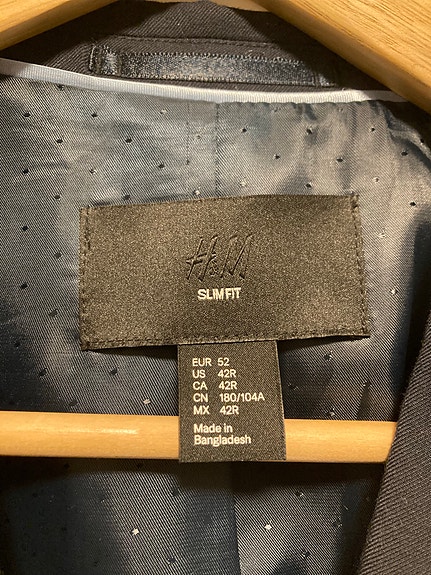 H&M
SLIM FIT
EUR 52
US 42R
CA 42R
CN 180/104A
MX 42R
Made in
Bangladesh